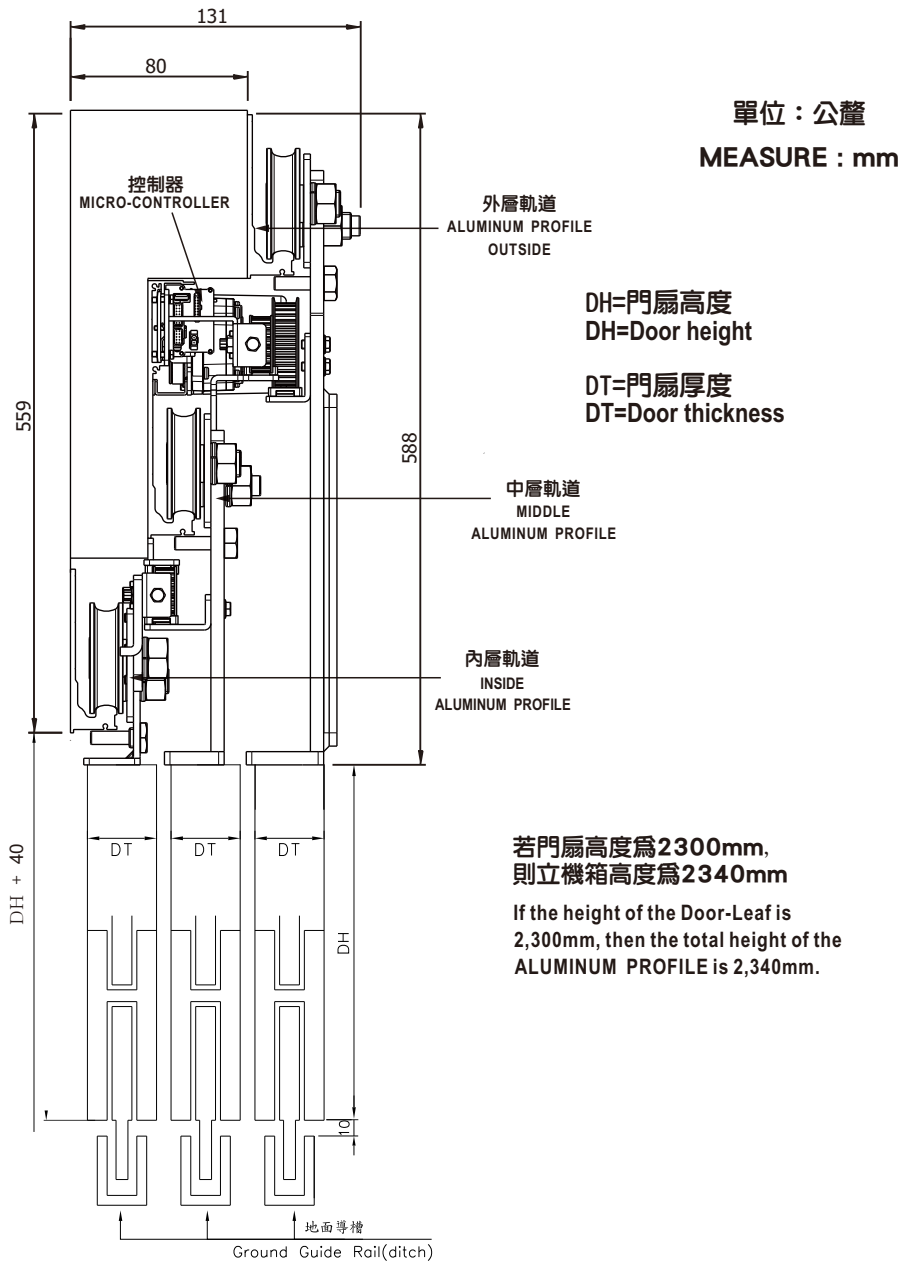 131
80
單位：公釐
MEASURE : mm
控制器
MICRO-CONTROLLER
外層軌道
ALUMINUM PROFILE
OUTSIDE
DH=門扇高度
DH=Door height
DT=門扇厚度
DT=Door thickness
559
588
中層軌道
MIDDLE
ALUMINUM PROFILE
內層軌道
INSIDE
ALUMINUM PROFILE
DH + 40
DT
DT
DT
DH
若門扇高度爲2300mm,
則立機箱高度爲2340mm
If the height of the Door-Leaf is
2,300mm, then the total height of the
ALUMINUM PROFILE is 2,340mm.
10
地面導槽
Ground Guide Rail(ditch)